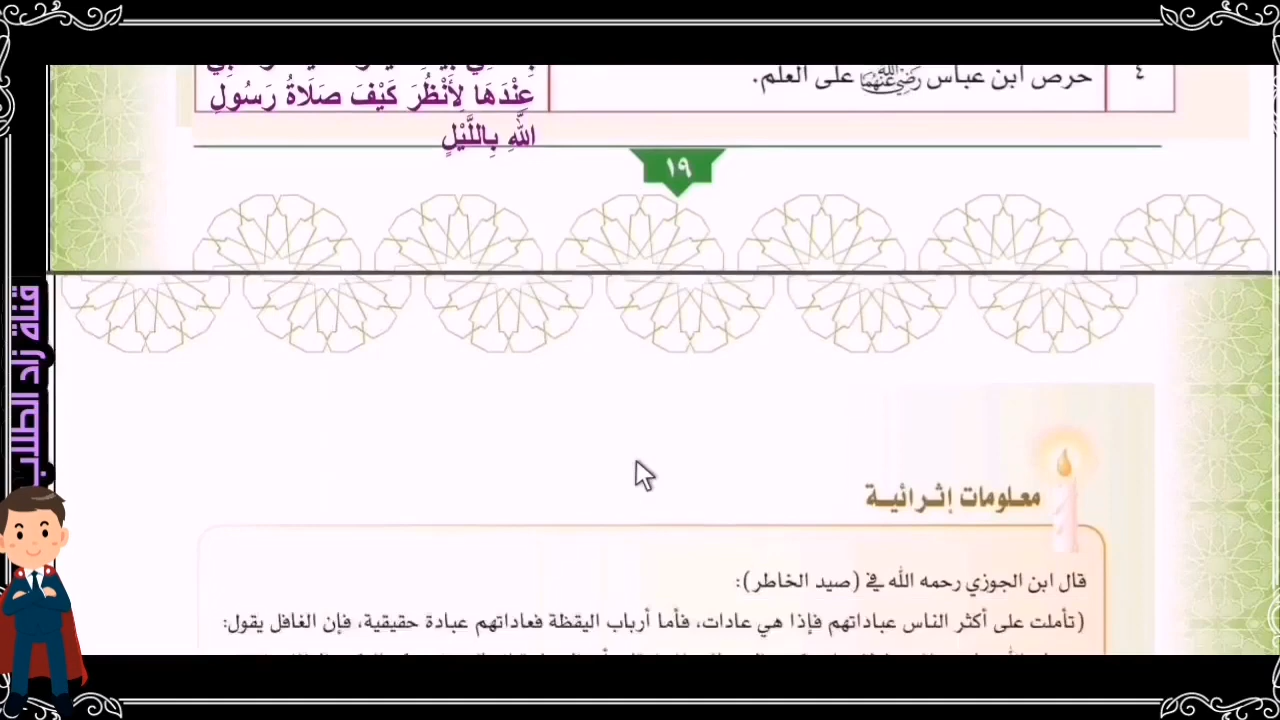 ٤
حرص ابن عباس رضي الله عنهما على العلم.
عِنْدَهَا لِأَنْظُرَ كَيْفَ صَلَاةُ رَسُولِ
اللَّهِ بِاللَّيْلِ
١٩
معلومات إثرائية
قال ابن الجوزي رحمه الله في (صيد الخاطر):
(تأملت على أكثر الناس عباداتهم فإذا هي عادات، فأما أرباب اليقظة فعاداتهم عبادة حقيقية، فإن الغافل يقول:
قناة زاد الطلاب